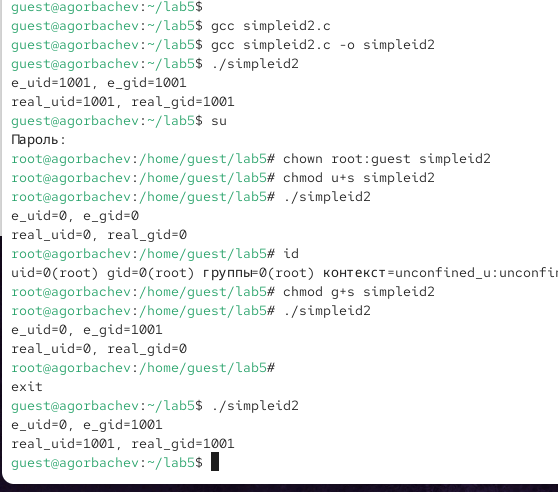 guest@agorbachev:~/lab5$
guest@agorbachev:~/lab5$ gcc simpleid2.c
guest@agorbachev:~/lab5$ gcc simpleid2.c -o simpleid2
guest@agorbachev:~/lab5$ ./simpleid2
e_uid=1001, e_gid=1001
real_uid=1001, real_gid=1001
guest@agorbachev:~/lab5$ su
Пароль:
root@agorbachev:/home/guest/lab5# chown root:guest simpleid2
root@agorbachev:/home/guest/lab5# chmod u+s simpleid2
root@agorbachev:/home/guest/lab5# ./simpleid2
e_uid=0, e_gid=0
real_uid=0, real_gid=0
root@agorbachev:/home/guest/lab5# id
uid=0(root) gid=0(root) группы=0(root) контекст=unconfined_u:unconfi
root@agorbachev:/home/guest/lab5# chmod g+s simpleid2
root@agorbachev:/home/guest/lab5# ./simpleid2
e_uid=0, e_gid=1001
real_uid=0, real_gid=0
root@agorbachev:/home/guest/lab5#
exit
guest@agorbachev:~/lab5$ ./simpleid2
e_uid=0, e_gid=1001
real_uid=1001, real_gid=1001
guest@agorbachev:~/lab5$